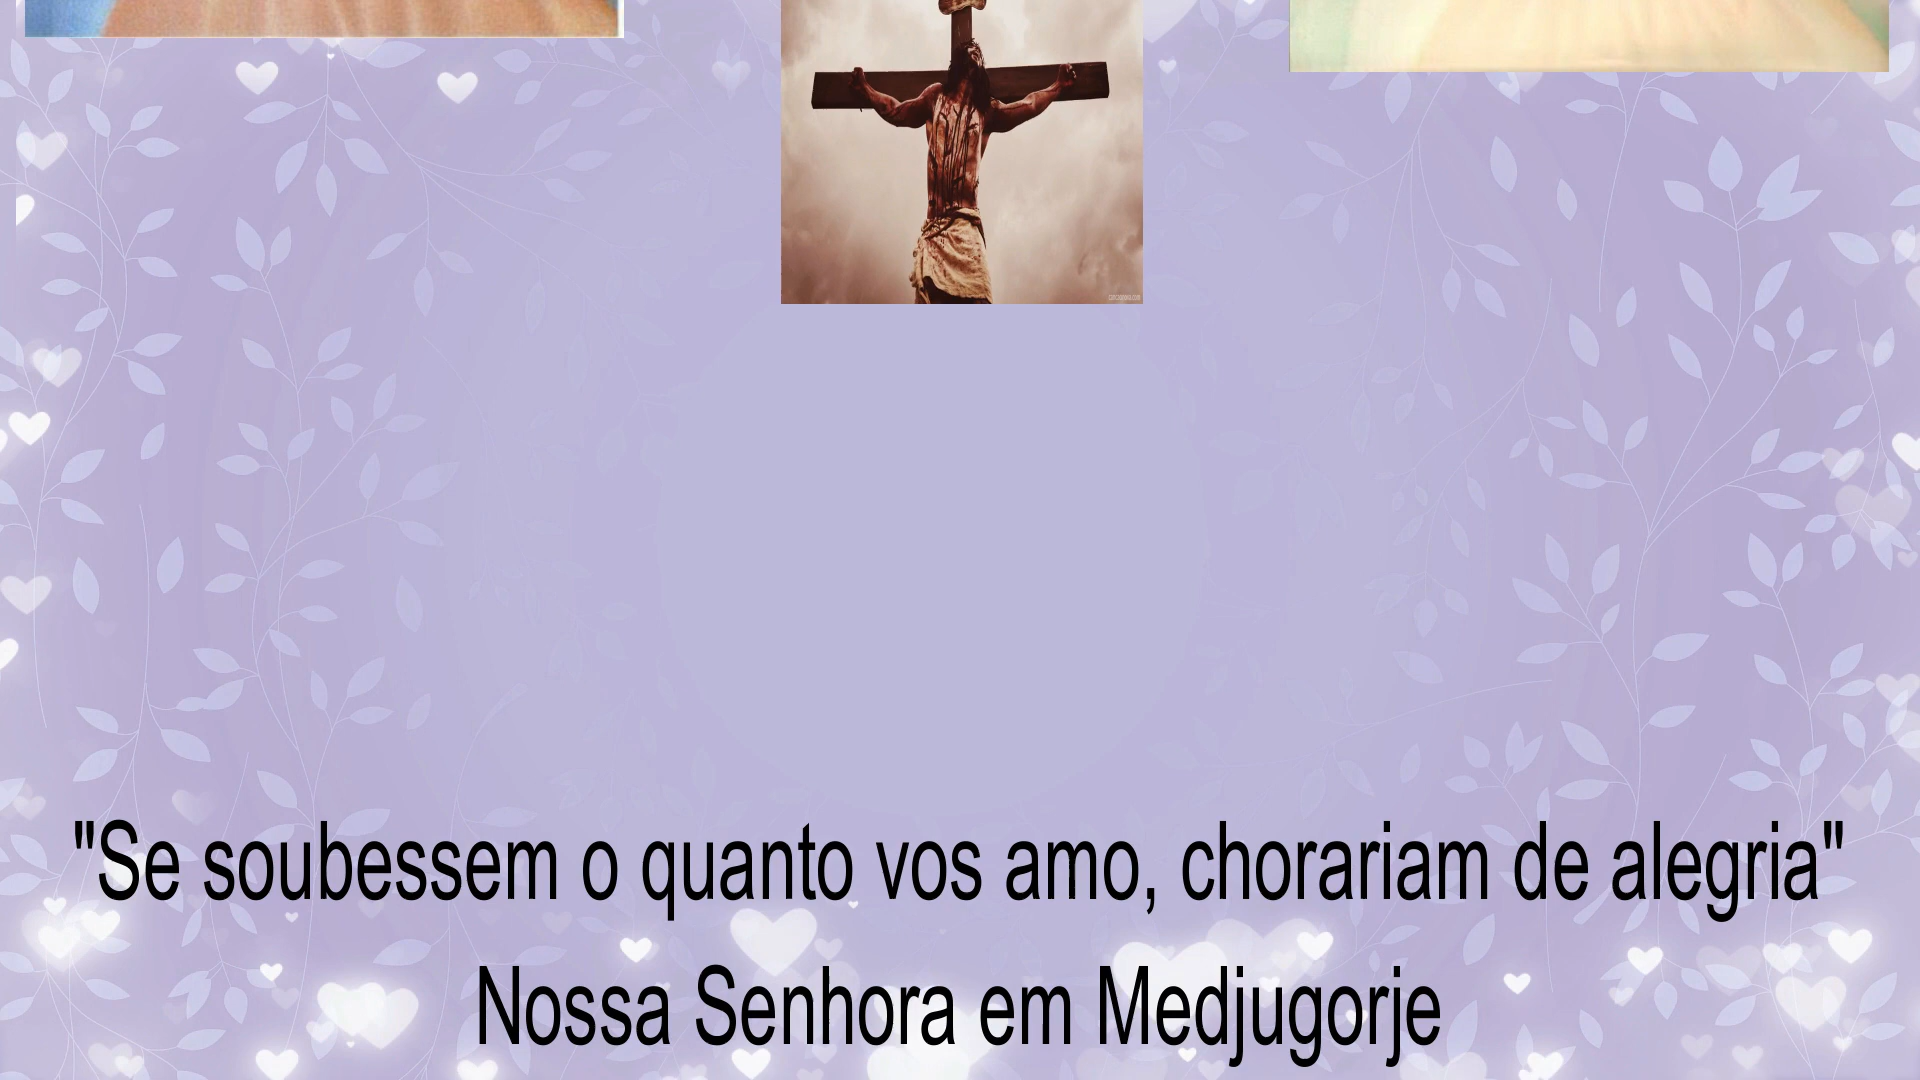 "Se soubessem o quanto vos amo, chorariam de alegria"
Nossa Senhora em Medjugorje